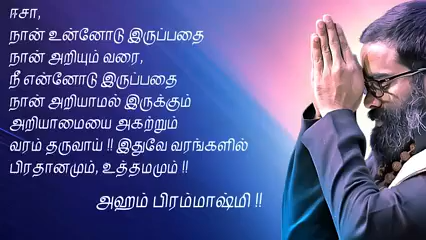 ஈசா,
நான் உன்னோடு இருப்பதை
நான் அறியும் வரை,
நீ என்னோடு இருப்பதை
நான் அறியாமல் இருக்கும்
அறியாமையை அகற்றும்
வரம் தருவாய் !! இதுவே வரங்களில்
பிரதானமும், உத்தமமும் !!
அஹம் பிரம்மாஷ்மி !!